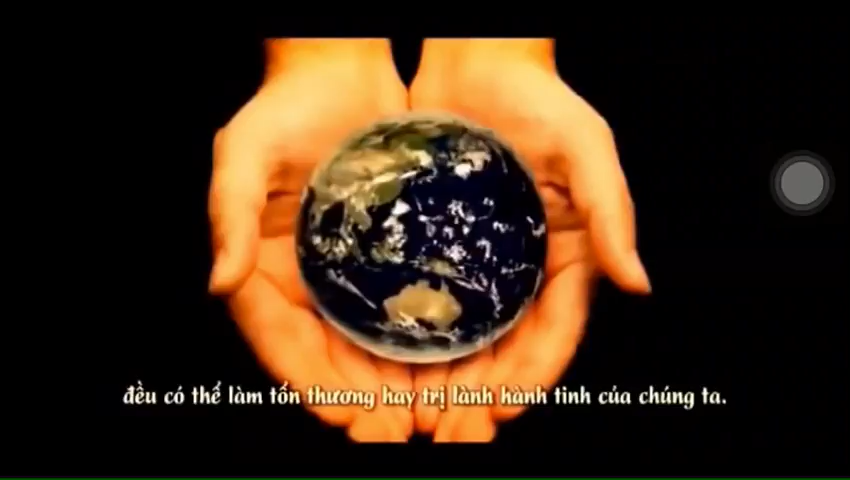 đều có thể làm tổn thương hay trị lành hành tinh của chúng ta.